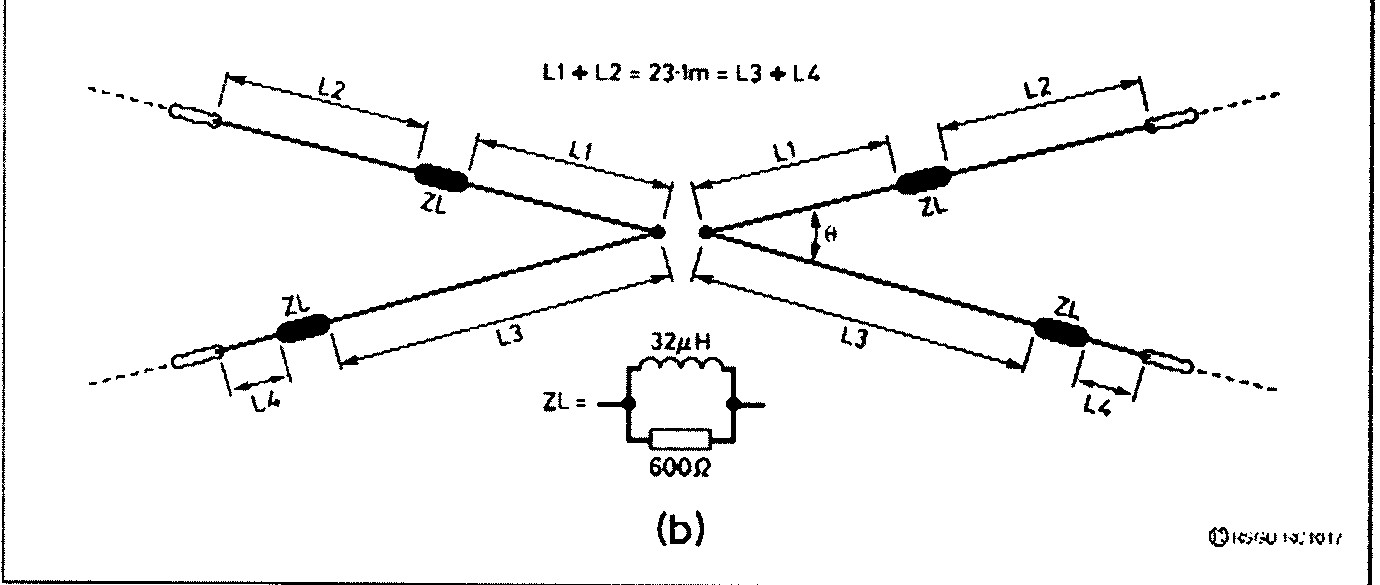 L1 + L2 = 23·1m = L3 + L4
L2
L2
L1
L1
ZL
ZL
θ
ZL
ZL
L3
L3
L4
L4
32μH
ZL =
600Ω
(b)